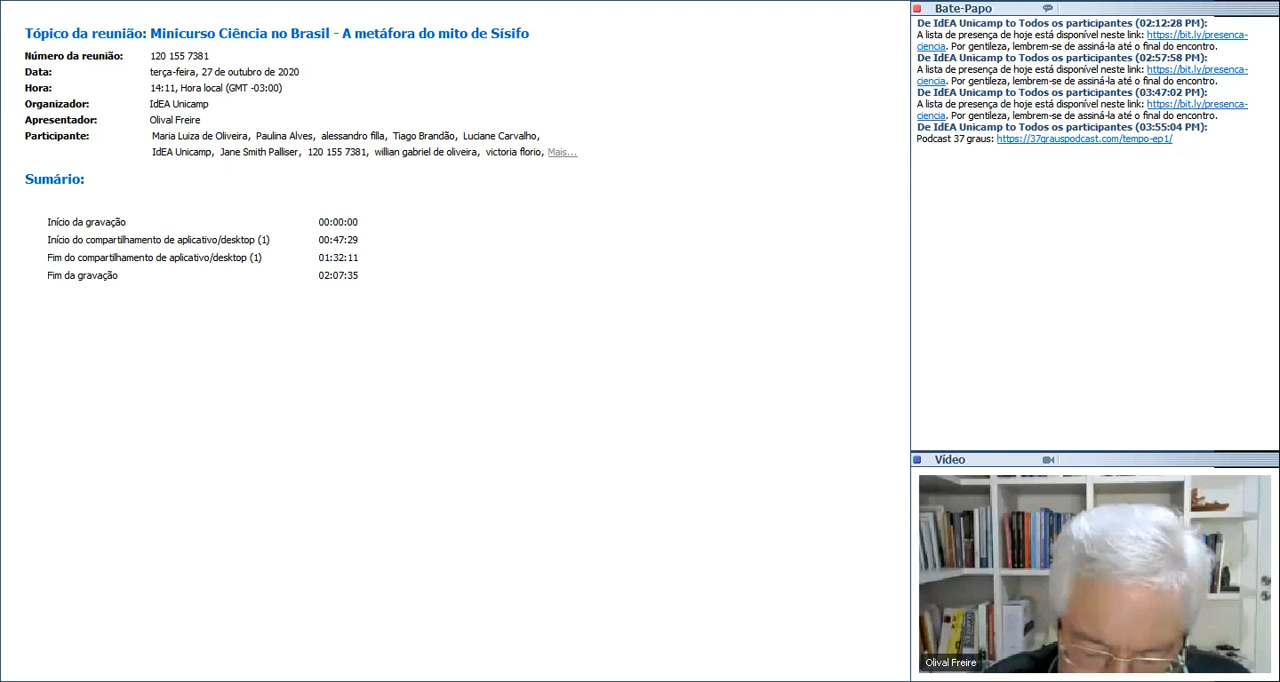 Tópico da reunião: Minicurso Ciência no Brasil - A metáfora do mito de Sísifo
Número da reunião: 120 155 7381
Data: terça-feira, 27 de outubro de 2020
Hora: 14:11, Hora local (GMT -03:00)
Organizador: IdEA Unicamp
Apresentador: Olival Freire
Participante: Maria Luiza de Oliveira, Paulina Alves, alessandro filla, Tiago Brandão, Luciane Carvalho,
IdEA Unicamp, Jane Smith Palliser, 120 155 7381, willian gabriel de oliveira, victoria florio, Mais...
Sumário:
Início da gravação 00:00:00
Início do compartilhamento de aplicativo/desktop (1) 00:47:29
Fim do compartilhamento de aplicativo/desktop (1) 01:32:11
Fim da gravação 02:07:35
Bate-Papo
De IdEA Unicamp to Todos os participantes (02:12:28 PM):
A lista de presença de hoje está disponível neste link: https://bit.ly/presenca-
ciencia. Por gentileza, lembrem-se de assiná-la até o final do encontro.
De IdEA Unicamp to Todos os participantes (02:57:58 PM):
A lista de presença de hoje está disponível neste link: https://bit.ly/presenca-
ciencia. Por gentileza, lembrem-se de assiná-la até o final do encontro.
De IdEA Unicamp to Todos os participantes (03:47:02 PM):
A lista de presença de hoje está disponível neste link: https://bit.ly/presenca-
ciencia. Por gentileza, lembrem-se de assiná-la até o final do encontro.
De IdEA Unicamp to Todos os participantes (03:55:04 PM):
Podcast 37 graus: https://37grauspodcast.com/tempo-ep1/
Vídeo
Olival Freire